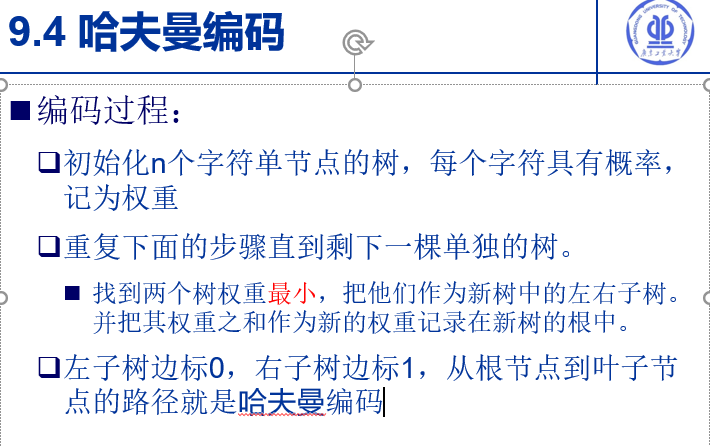 9.4 哈夫曼编码
编码过程：
初始化n个字符单节点的树，每个字符具有概率，
记为权重
重复下面的步骤直到剩下一棵单独的树。
找到两个树权重最小，把他们作为新树中的左右子树。
并把其权重之和作为新的权重记录在新树的根中。
左子树边标0，右子树边标1，从根节点到叶子节
点的路径就是哈夫曼编码